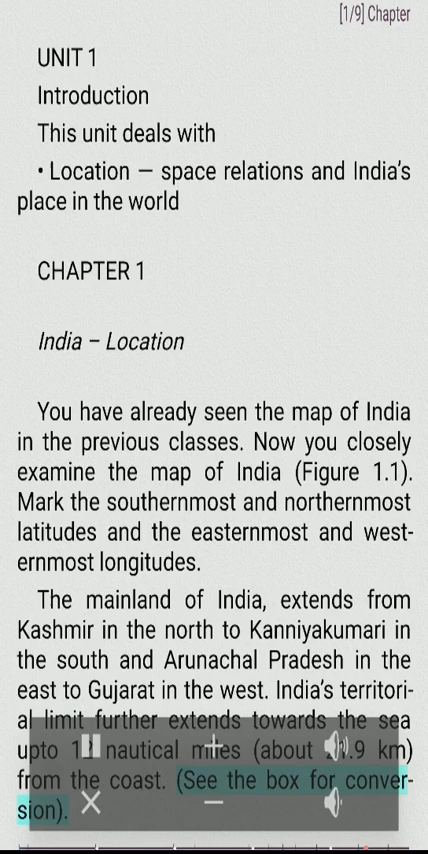 [1/9] Chapter
UNIT 1
Introduction
This unit deals with
• Location – space relations and India's
place in the world
CHAPTER 1
India – Location
You have already seen the map of India
in the previous classes. Now you closely
examine the map of India (Figure 1.1).
Mark the southernmost and northernmost
latitudes and the easternmost and west-
ernmost longitudes.
The mainland of India, extends from
Kashmir in the north to Kanniyakumari in
the south and Arunachal Pradesh in the
east to Gujarat in the west. India's territori-
al limit further extends towards the sea
upto 12 nautical miles (about km)
from the coast. (See the box for conver-
sion).